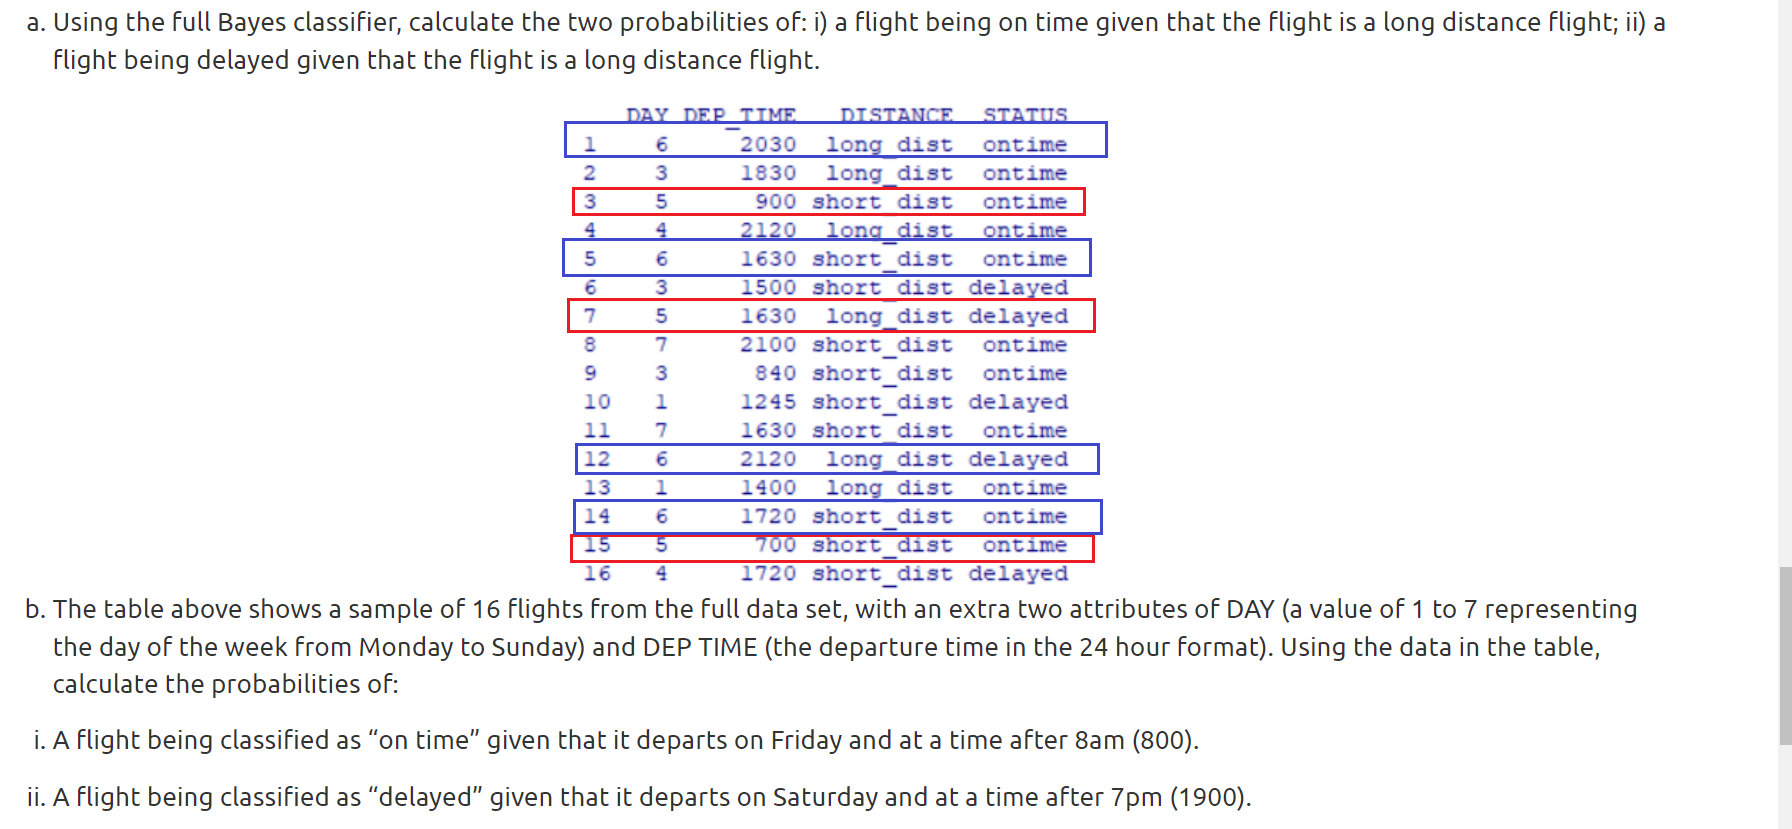 a. Using the full Bayes classifier, calculate the two probabilities of: i) a flight being on time given that the flight is a long distance flight; ii) a
flight being delayed given that the flight is a long distance flight.
DAY DEP_TIME DISTANCE STATUS
1 6 2030 long_dist ontime
2 3 1830 long_dist ontime
3 5 900 short_dist ontime
4 4 2120 long_dist ontime
5 6 1630 short_dist ontime
6 3 1500 short_dist delayed
7 5 1630 long_dist delayed
8 7 2100 short_dist ontime
9 3 840 short_dist ontime
10 1 1245 short_dist delayed
11 7 1630 short_dist ontime
12 6 2120 long_dist delayed
13 1 1400 long_dist ontime
14 6 1720 short_dist ontime
15 5 700 short_dist ontime
16 4 1720 short_dist delayed
b. The table above shows a sample of 16 flights from the full data set, with an extra two attributes of DAY (a value of 1 to 7 representing
the day of the week from Monday to Sunday) and DEP TIME (the departure time in the 24 hour format). Using the data in the table,
calculate the probabilities of:
i. A flight being classified as “on time” given that it departs on Friday and at a time after 8am (800).
ii. A flight being classified as “delayed” given that it departs on Saturday and at a time after 7pm (1900).